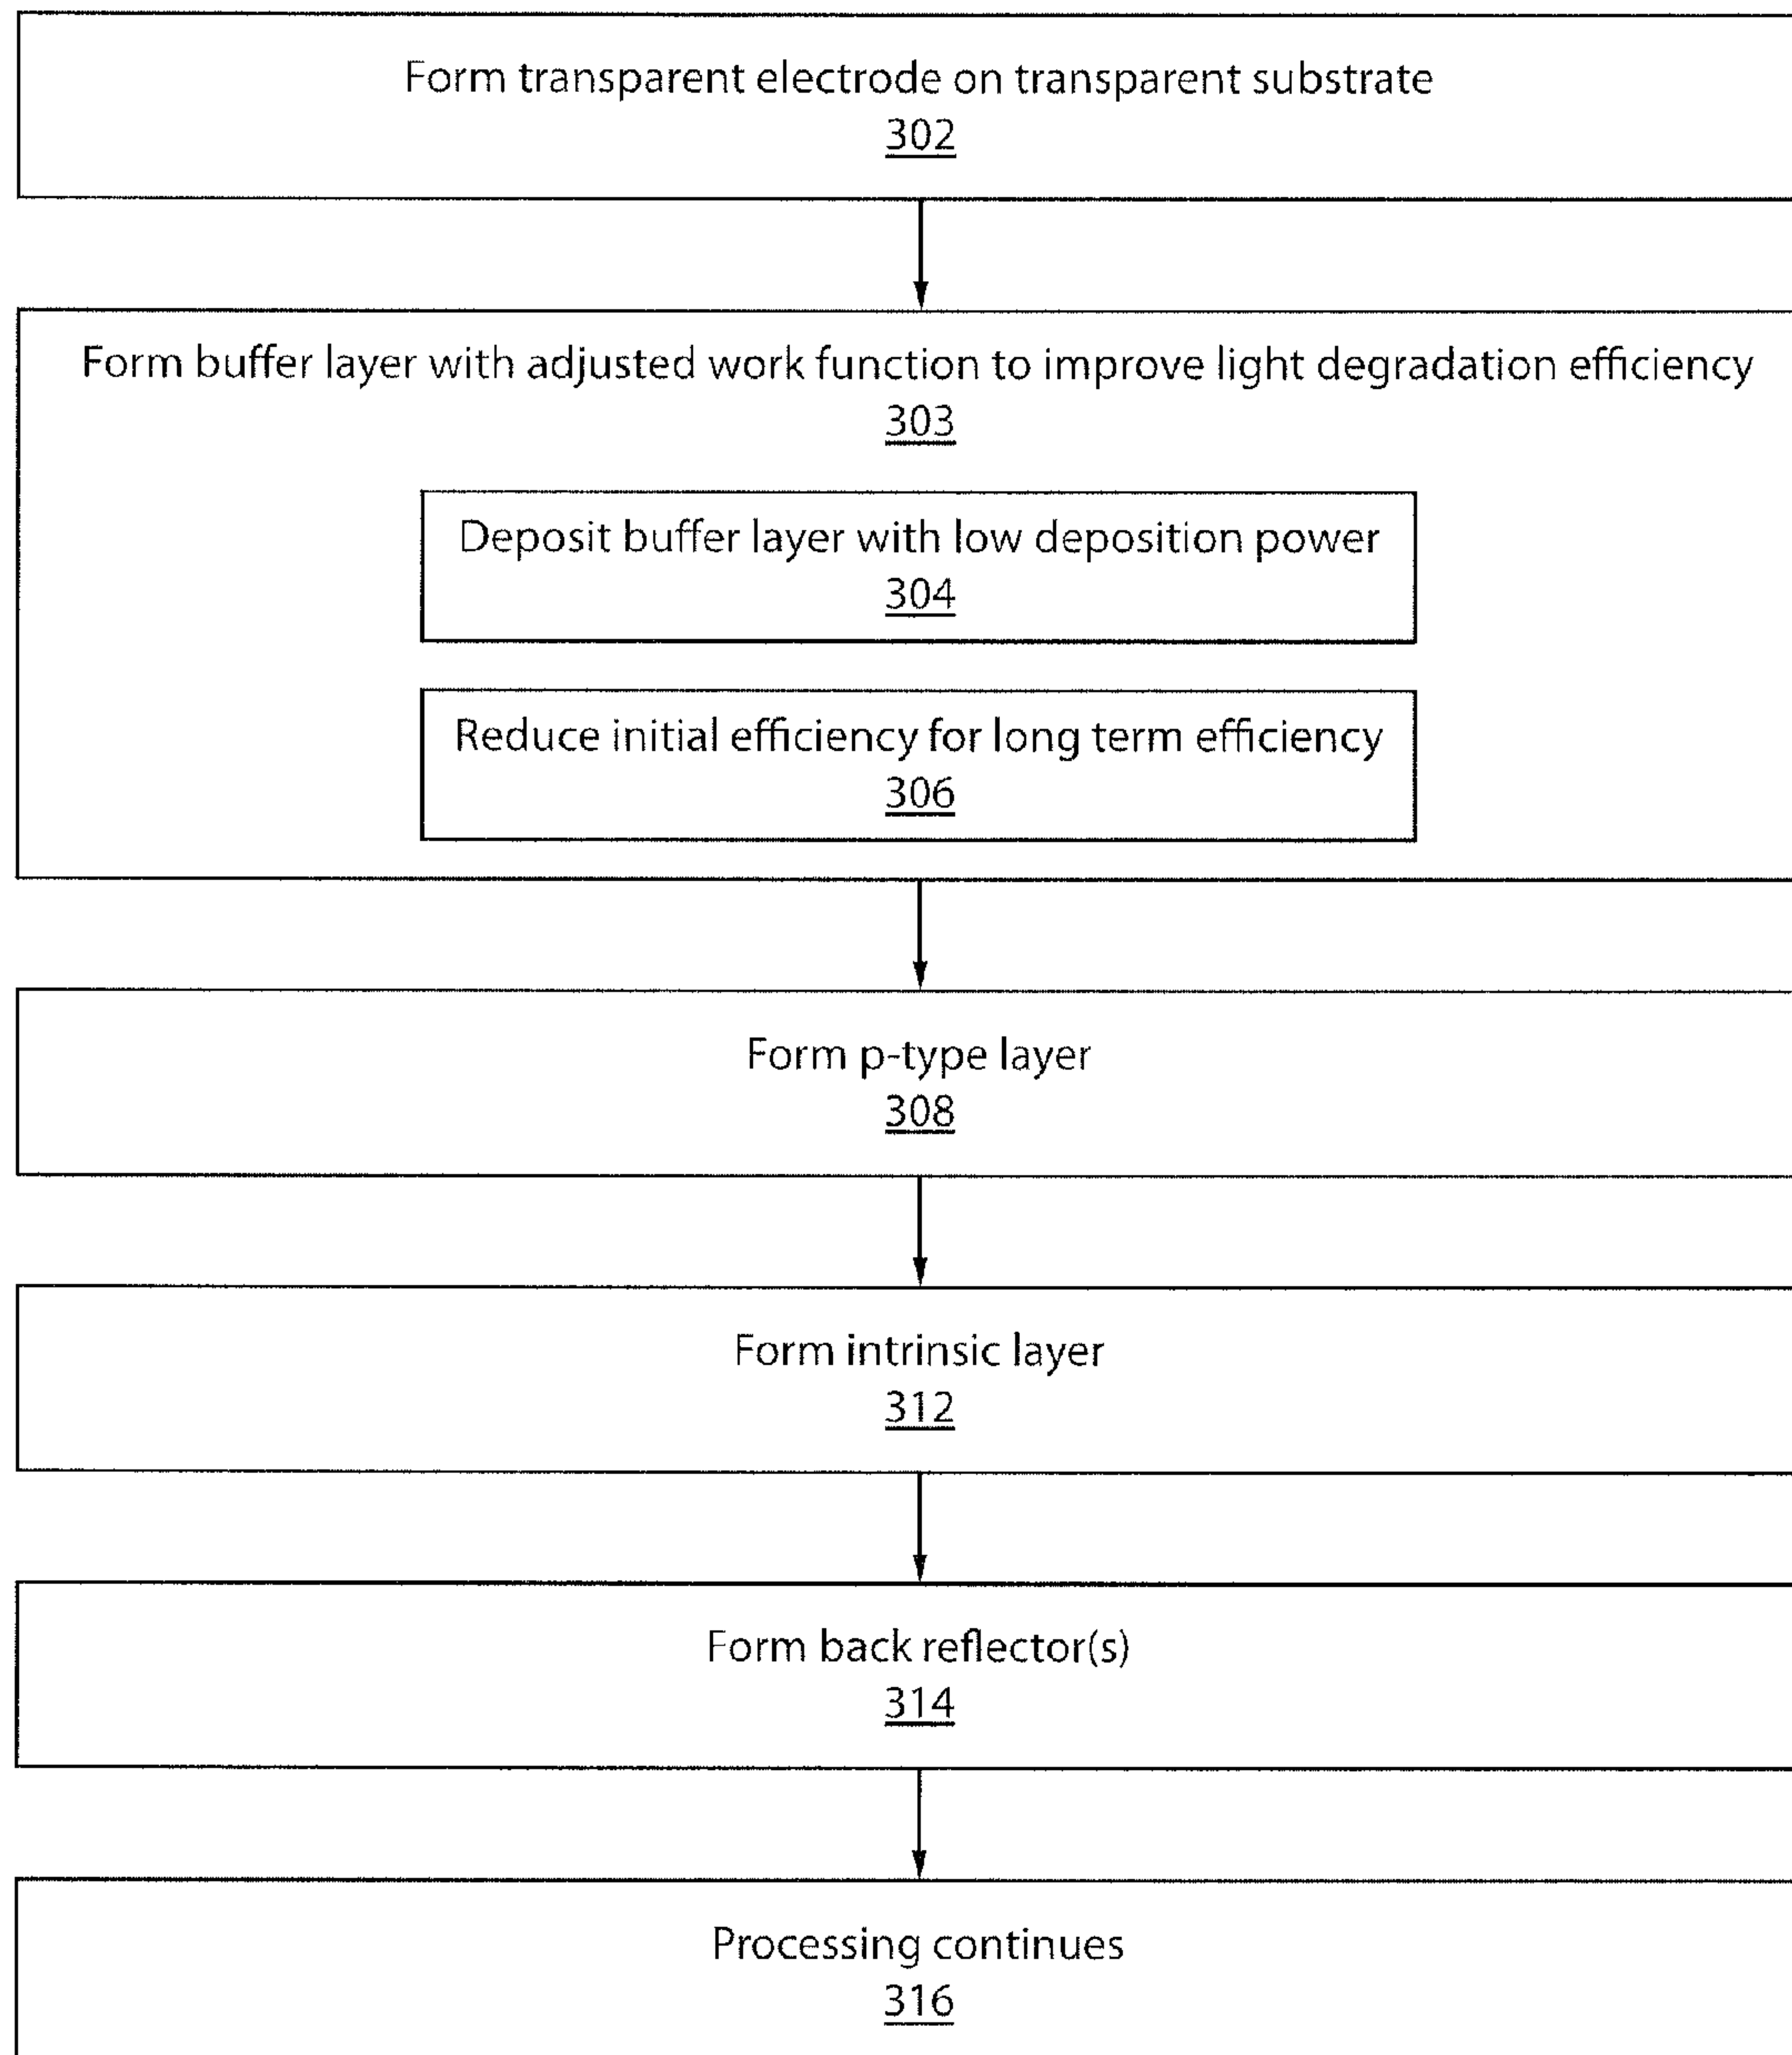 Form transparent electrode on transparent substrate
302
Form buffer layer with adjusted work function to improve light degradation efficiency
303
Deposit buffer layer with low deposition power
304
Reduce initial efficiency for long term efficiency
306
Form p-type layer
308
Form intrinsic layer
312
Form back reflector(s)
314
Processing continues
316